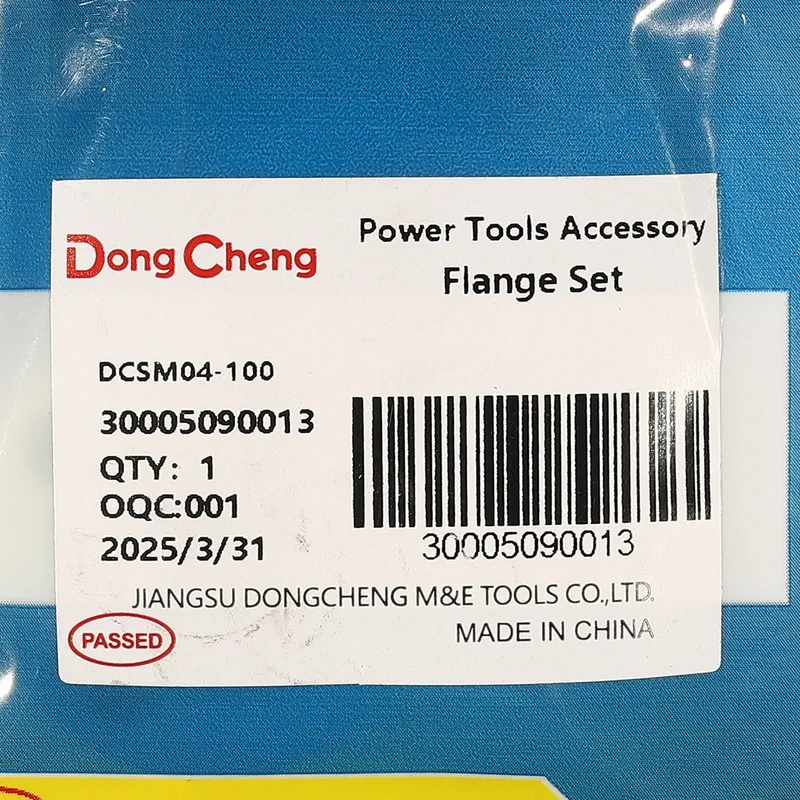 Dong Cheng
Power Tools Accessory
Flange Set
DCSM04-100
30005090013
QTY: 1
OQC:001
2025/3/31
30005090013
JIANGSU DONGCHENG M&E TOOLS CO.,LTD.
PASSED
MADE IN CHINA